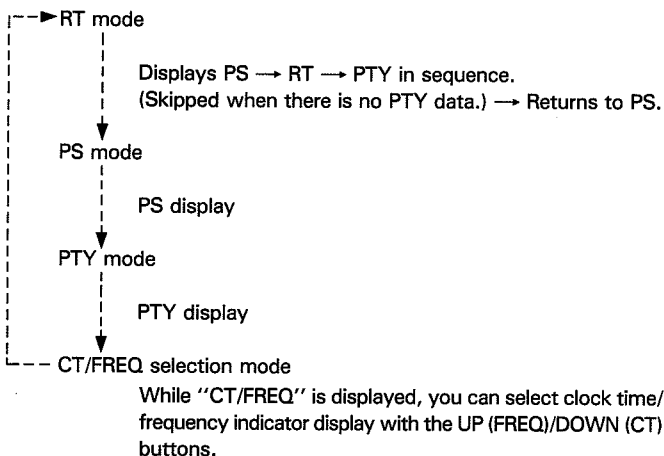 RT mode
Displays PS → RT → PTY in sequence.
(Skipped when there is no PTY data.) → Returns to PS.
PS mode
PS display
PTY mode
PTY display
CT/FREQ selection mode
While "CT/FREQ" is displayed, you can select clock time/
frequency indicator display with the UP (FREQ)/DOWN (CT)
buttons.